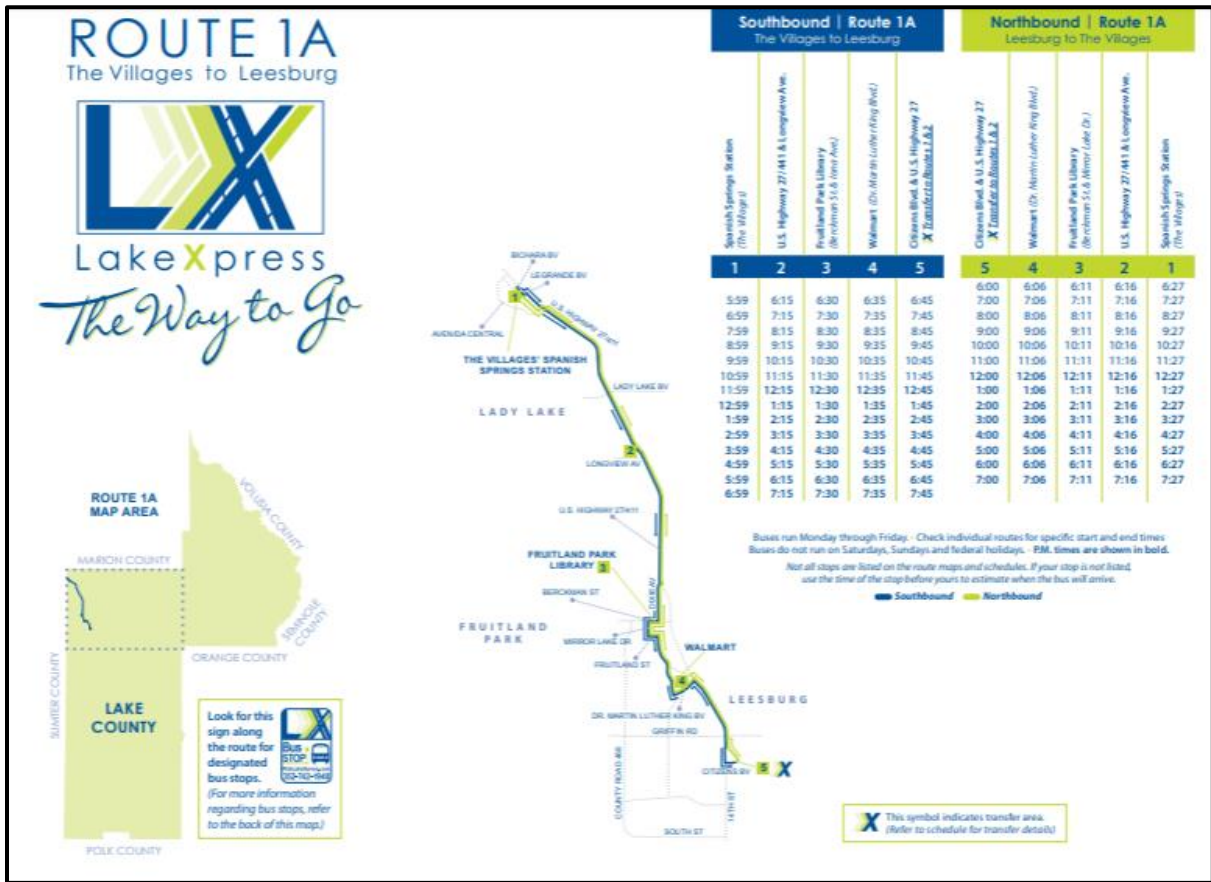 ROUTE 1A
The Villages to Leesburg
LX
LakeXpress
The Way to Go
Southbound | Route 1A
The Villages to Leesburg
Spanish Springs Station
(The Villages)
U.S. Highway 27/441 & Longview Ave.
Fruitland Park Library
(Berckman St. & Iona Ave.)
Walmart (Dr. Martin Luther King Blvd.)
Citizens Blvd. & U.S. Highway 27
X Transfer to Routes 1 & 2
1 2 3 4 5
5:59 6:15 6:30 6:35 6:45
6:59 7:15 7:30 7:35 7:45
7:59 8:15 8:30 8:35 8:45
8:59 9:15 9:30 9:35 9:45
9:59 10:15 10:30 10:35 10:45
10:59 11:15 11:30 11:35 11:45
11:59 12:15 12:30 12:35 12:45
12:59 1:15 1:30 1:35 1:45
1:59 2:15 2:30 2:35 2:45
2:59 3:15 3:30 3:35 3:45
3:59 4:15 4:30 4:35 4:45
4:59 5:15 5:30 5:35 5:45
5:59 6:15 6:30 6:35 6:45
6:59 7:15 7:30 7:35 7:45
Northbound | Route 1A
Leesburg to The Villages
Citizens Blvd. & U.S. Highway 27
X Transfer to Routes 1 & 2
Walmart (Dr. Martin Luther King Blvd.)
Fruitland Park Library
(Berckman St. & Mirror Lake Dr.)
U.S. Highway 27/441 & Longview Ave.
Spanish Springs Station
(The Villages)
5 4 3 2 1
6:00 6:06 6:11 6:16 6:27
7:00 7:06 7:11 7:16 7:27
8:00 8:06 8:11 8:16 8:27
9:00 9:06 9:11 9:16 9:27
10:00 10:06 10:11 10:16 10:27
11:00 11:06 11:11 11:16 11:27
12:00 12:06 12:11 12:16 12:27
1:00 1:06 1:11 1:16 1:27
2:00 2:06 2:11 2:16 2:27
3:00 3:06 3:11 3:16 3:27
4:00 4:06 4:11 4:16 4:27
5:00 5:06 5:11 5:16 5:27
6:00 6:06 6:11 6:16 6:27
7:00 7:06 7:11 7:16 7:27
Buses run Monday through Friday. · Check individual routes for specific start and end times
Buses do not run on Saturdays, Sundays and federal holidays. · P.M. times are shown in bold.
Not all stops are listed on the route maps and schedules. If your stop is not listed,
use the time of the stop before yours to estimate when the bus will arrive.
Southbound Northbound
BICHARA BV
LE GRANDE BV
1
U.S. HIGHWAY 27/411
AVENIDA CENTRAL
THE VILLAGES' SPANISH
SPRINGS STATION
LADY LAKE BV
LADY LAKE
2
LONGVIEW AV
U.S. HIGHWAY 27/411
FRUITLAND PARK
LIBRARY 3
DIXIE AV
BERCKMAN ST
FRUITLAND
PARK
MIRROR LAKE DR
WALMART
FRUITLAND ST
4
LEESBURG
DR. MARTIN LUTHER KING BV
GRIFFIN RD
CITIZENS BV
5 X
COUNTY ROAD 468
14TH ST
SOUTH ST
ROUTE 1A
MAP AREA
VOLUSIA COUNTY
MARION COUNTY
SEMINOLE
COUNTY
ORANGE COUNTY
SUMTER COUNTY
LAKE
COUNTY
POLK COUNTY
Look for this
sign along
the route for
designated
bus stops.
(For more information
regarding bus stops, refer
to the back of this map.)
LX
Bus
STOP
X This symbol indicates transfer area.
(Refer to schedule for transfer details)